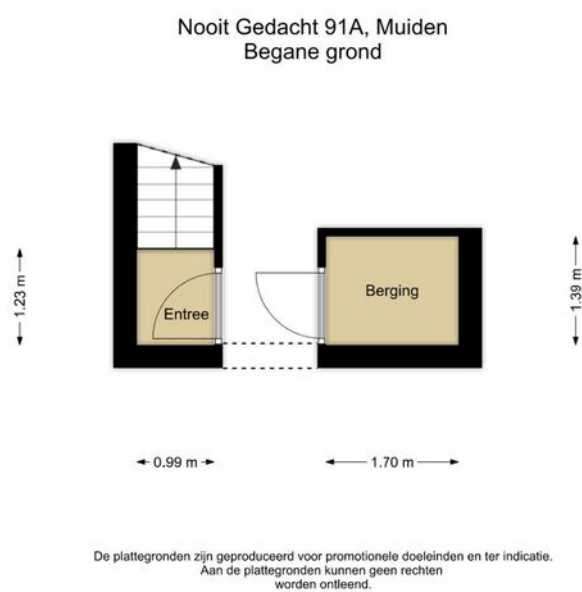 Nooit Gedacht 91A, Muiden
Begane grond
1.23 m
Entree
Berging
1.39 m
0.99 m
1.70 m
De plattegronden zijn geproduceerd voor promotionele doeleinden en ter indicatie.
Aan de plattegronden kunnen geen rechten
worden ontleend.